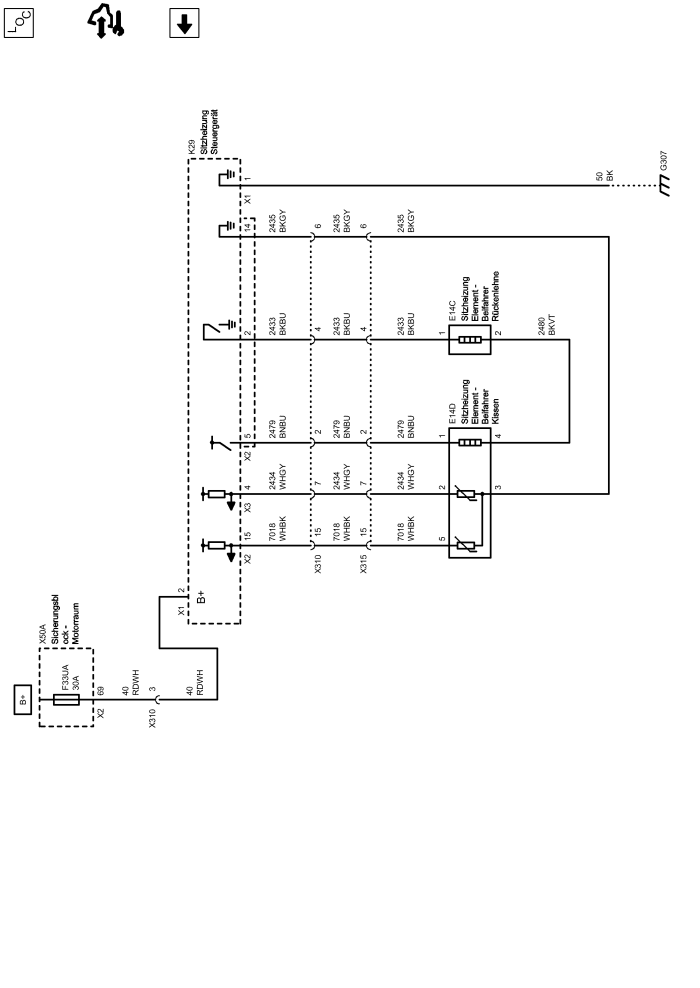 LOC
B+
X50A
Sicherungsbl
ock -
Motorraum
F33UA
30A
69
X2
40
RDWH
3
X310
40
RDWH
K29
Sitzheizung
Steuergerät
2
X1
B+
15
X2
4
X3
5
X2
2
14
1
X1
7018
WHBK
2434
WHGY
2479
BNBU
2433
BKBU
2435
BKGY
15
X310
7
2
4
6
7018
WHBK
2434
WHGY
2479
BNBU
2433
BKBU
2435
BKGY
15
X315
7
2
4
6
7018
WHBK
2434
WHGY
2479
BNBU
2433
BKBU
2435
BKGY
5
2
1
E14D
Sitzheizung
Element -
Beifahrer
Kissen
3
4
1
E14C
Sitzheizung
Element -
Beifahrer
Rückenlehne
2
2480
BKVT
50
BK
G307